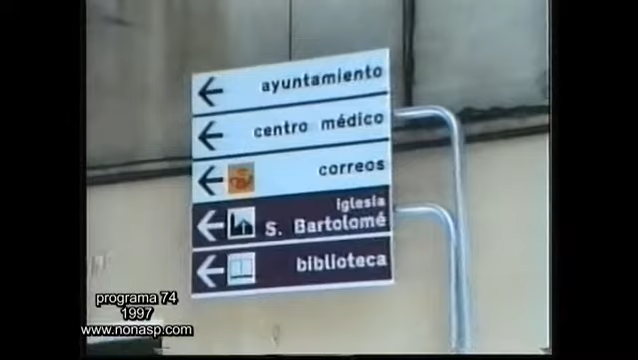 ayuntamiento
centro médico
correos
iglesia
S. Bartolomé
biblioteca
programa 74
1997
www.nonasp.com